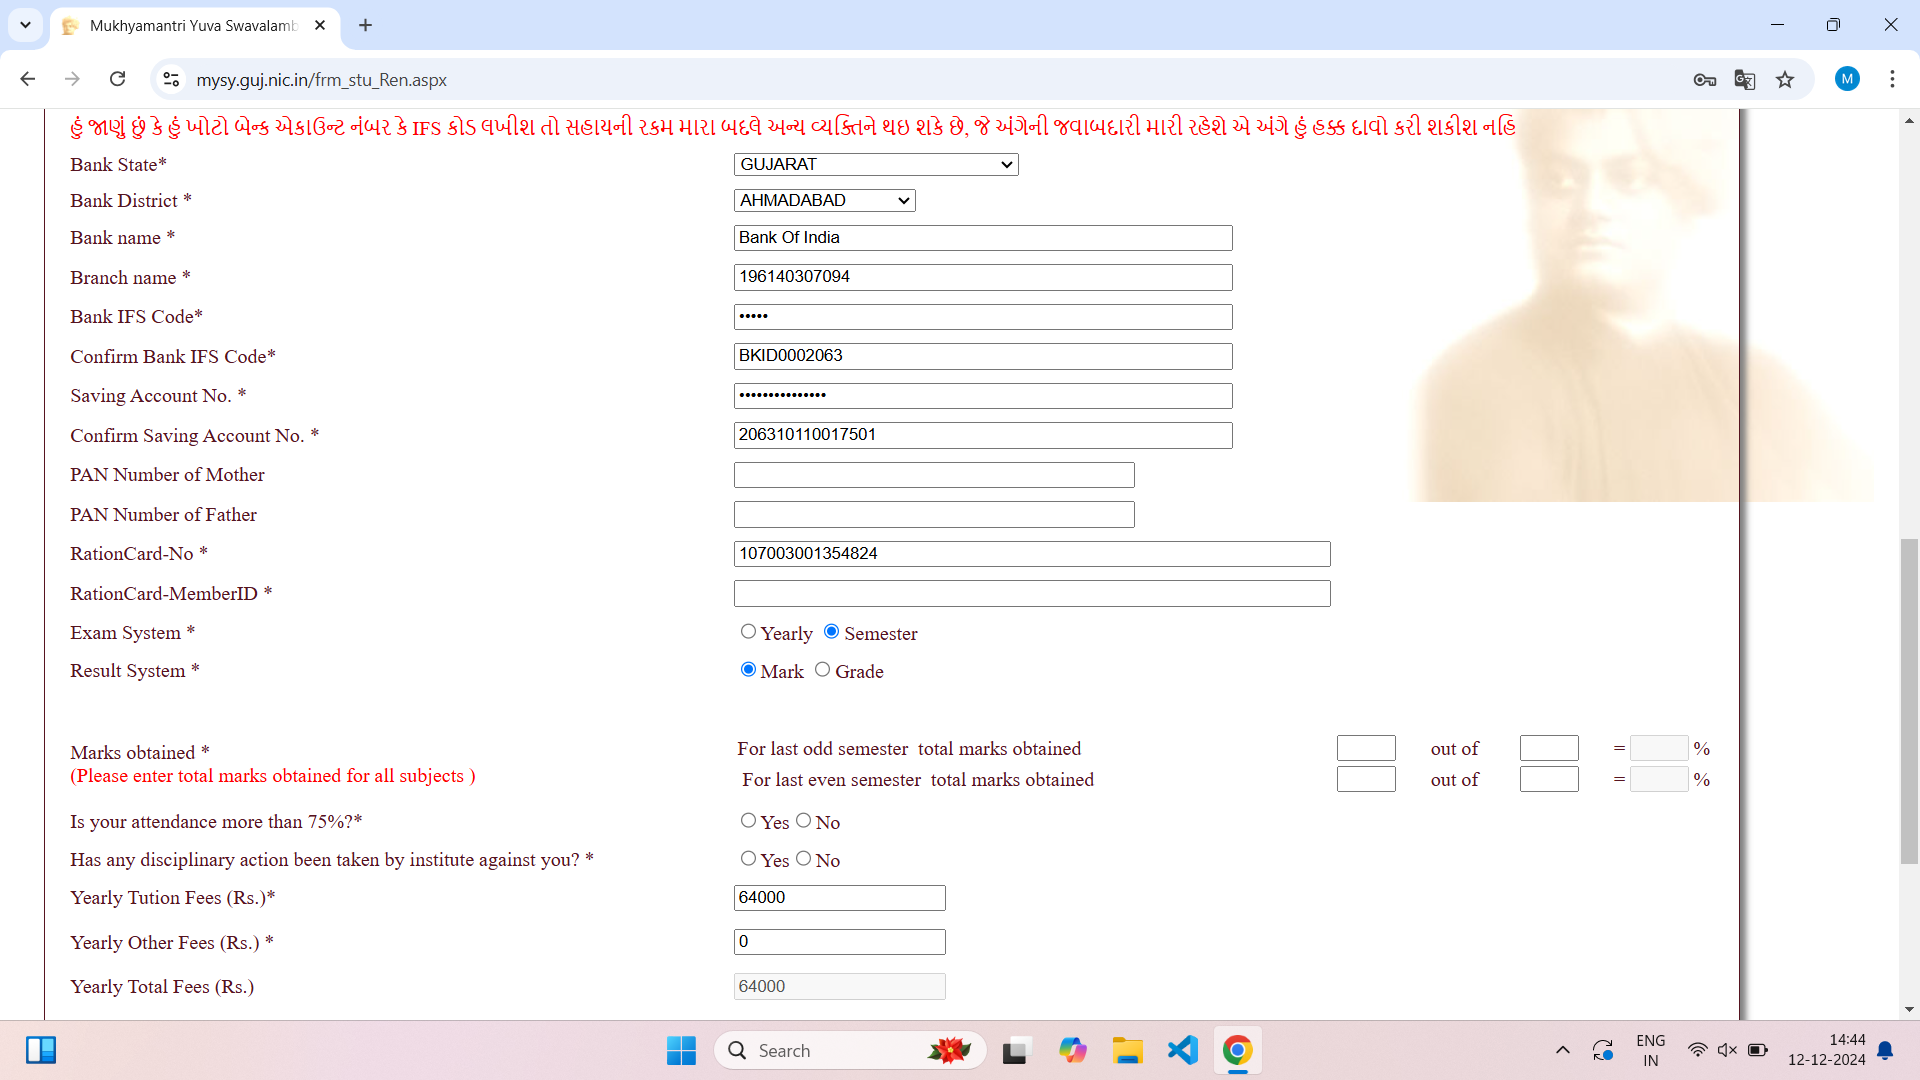 Mukhyamantri Yuva Swavalamb
mysy.guj.nic.in/frm_stu_Ren.aspx
M
હું જાણું છું કે હું ખોટો બેન્ક એકાઉન્ટ નંબર કે IFS કોડ લખીશ તો સહાયની રકમ મારા બદલે અન્ય વ્યક્તિને થઇ શકે છે, જે અંગેની જવાબદારી મારી રહેશે એ અંગે હું હક્ક દાવો કરી શકીશ નહિ
Bank State* GUJARAT
Bank District * AHMADABAD
Bank name * Bank Of India
Branch name * 196140307094
Bank IFS Code* •••••
Confirm Bank IFS Code* BKID0002063
Saving Account No. * •••••••••••••••
Confirm Saving Account No. * 206310110017501
PAN Number of Mother
PAN Number of Father
RationCard-No * 107003001354824
RationCard-MemberID *
Exam System * Yearly Semester
Result System * Mark Grade
Marks obtained * For last odd semester total marks obtained out of = %
(Please enter total marks obtained for all subjects ) For last even semester total marks obtained out of = %
Is your attendance more than 75%?* Yes No
Has any disciplinary action been taken by institute against you? * Yes No
Yearly Tution Fees (Rs.)* 64000
Yearly Other Fees (Rs.) * 0
Yearly Total Fees (Rs.) 64000
Search
ENG
IN
14:44
12-12-2024